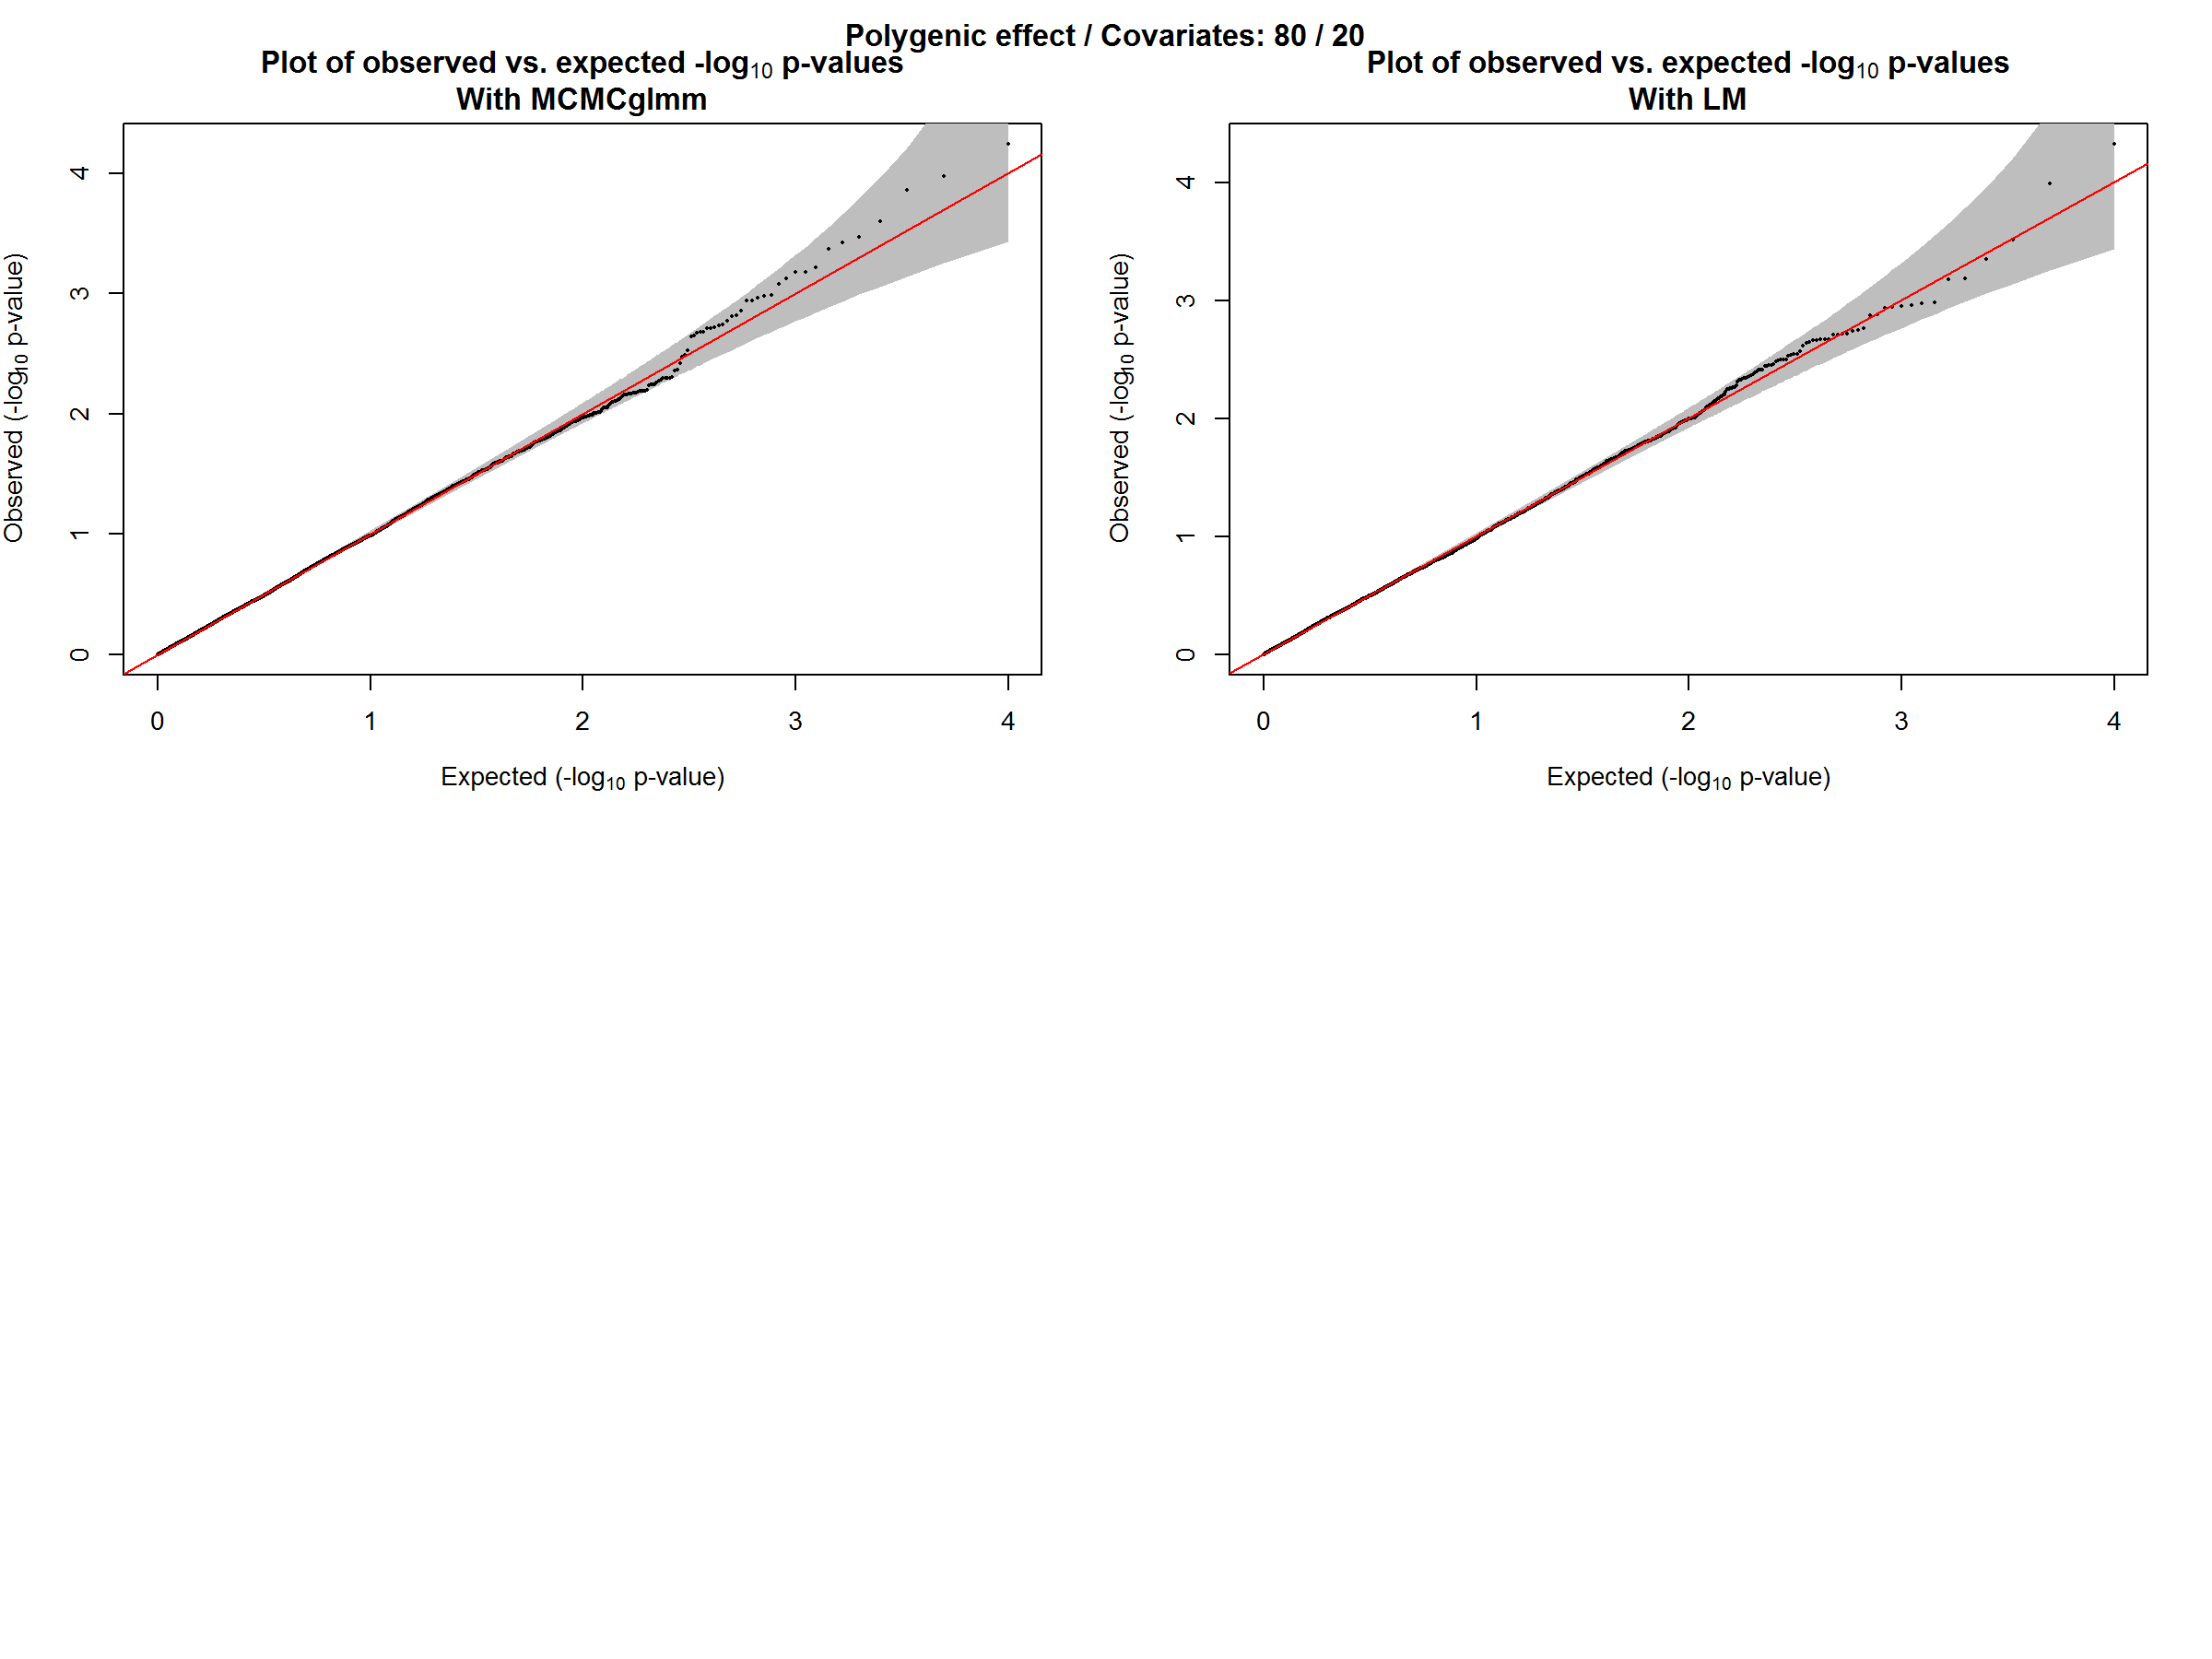 Polygenic effect / Covariates: 80 / 20
Plot of observed vs. expected -log10 p-values
With MCMCglmm
Observed (-log10 p-value)
4
3
2
1
0
0 1 2 3 4
Expected (-log10 p-value)
Plot of observed vs. expected -log10 p-values
With LM
Observed (-log10 p-value)
4
3
2
1
0
0 1 2 3 4
Expected (-log10 p-value)